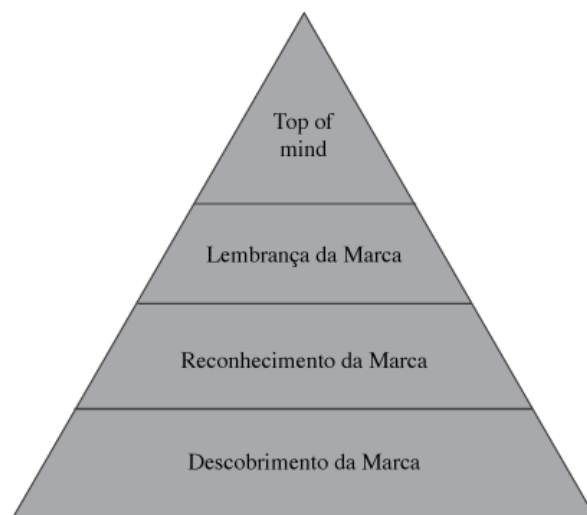 Top of
mind
Lembrança da Marca
Reconhecimento da Marca
Descobrimento da Marca